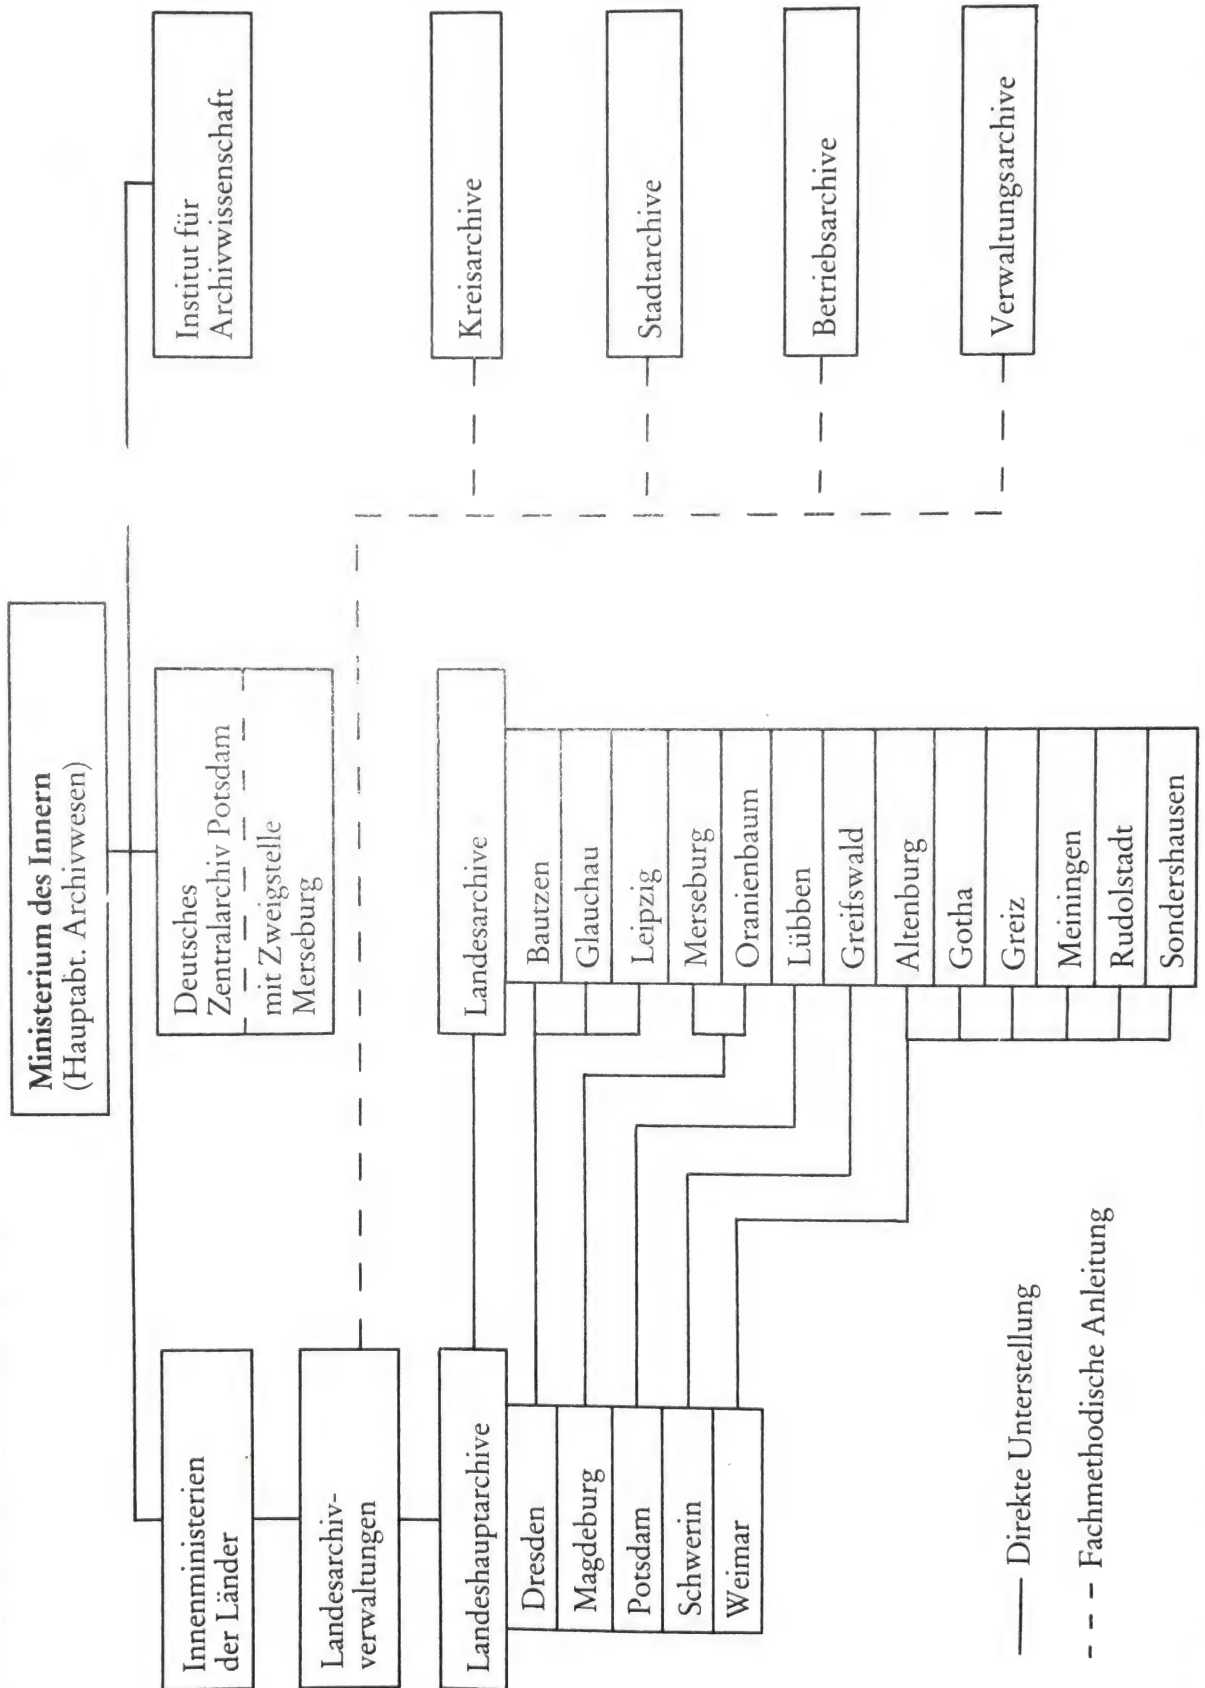 Ministerium des Innern
(Hauptabt. Archivwesen)
Innenministerien
der Länder
Deutsches
Zentralarchiv Potsdam
mit Zweigstelle
Merseburg
Institut für
Archivwissenschaft
Landesarchiv-
verwaltungen
Landeshauptarchive
Dresden
Magdeburg
Potsdam
Schwerin
Weimar
Landesarchive
Bautzen
Glauchau
Leipzig
Merseburg
Oranienbaum
Lübben
Greifswald
Altenburg
Gotha
Greiz
Meiningen
Rudolstadt
Sondershausen
Kreisarchive
Stadtarchive
Betriebsarchive
Verwaltungsarchive
Direkte Unterstellung
Fachmethodische Anleitung